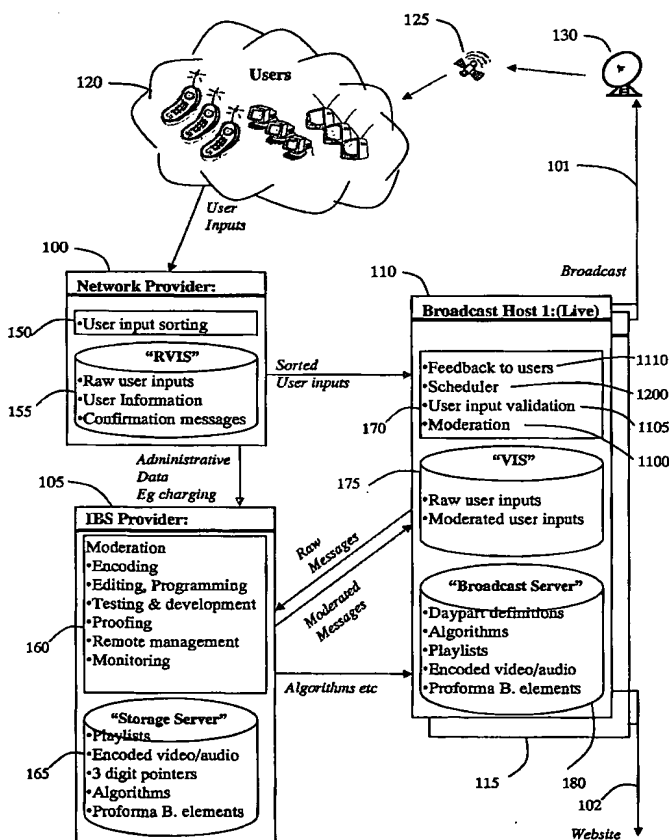 125
130
120
Users
101
User
Inputs
100
110
Broadcast
Network Provider:
Broadcast Host 1:(Live)
150
•User input sorting
"RVIS"
•Raw user inputs
•User Information
•Confirmation messages
155
Sorted
User inputs
•Feedback to users
•Scheduler
•User input validation
•Moderation
1110
1200
1105
1100
170
105
Administrative
Data
Eg charging
175
"VIS"
•Raw user inputs
•Moderated user inputs
IBS Provider:
Moderation
•Encoding
•Editing, Programming
•Testing & development
•Proofing
•Remote management
•Monitoring
160
Raw
Messages
Moderated
Messages
"Broadcast Server"
•Daypart definitions
•Algorithms
•Playlists
•Encoded video/audio
•Proforma B. elements
Algorithms etc
"Storage Server"
•Playlists
•Encoded video/audio
•3 digit pointers
•Algorithms
•Proforma B. elements
165
115
180
102
Website